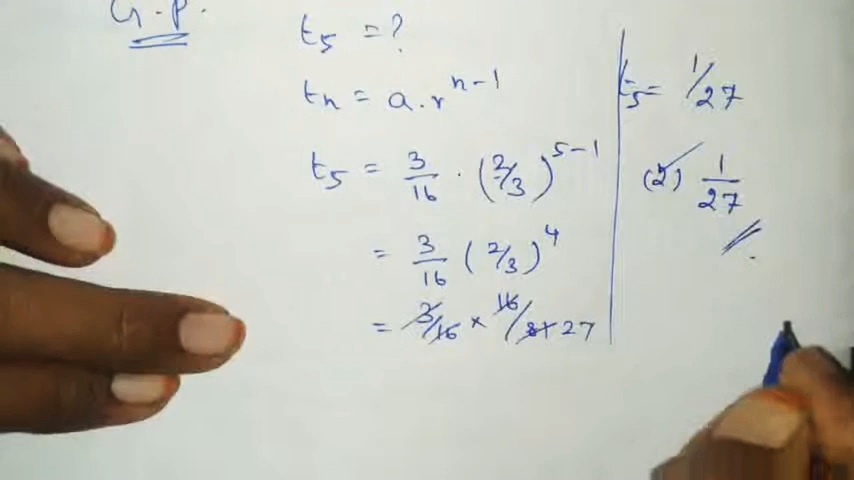 G.P.
t₅ = ?
tₙ = a.r^(n-1)
t₅ = 3/16 . (2/3)^(5-1)
= 3/16 (2/3)^4
= 3/16 × 16/3×27
t₅ = 1/27
(2) 1/27